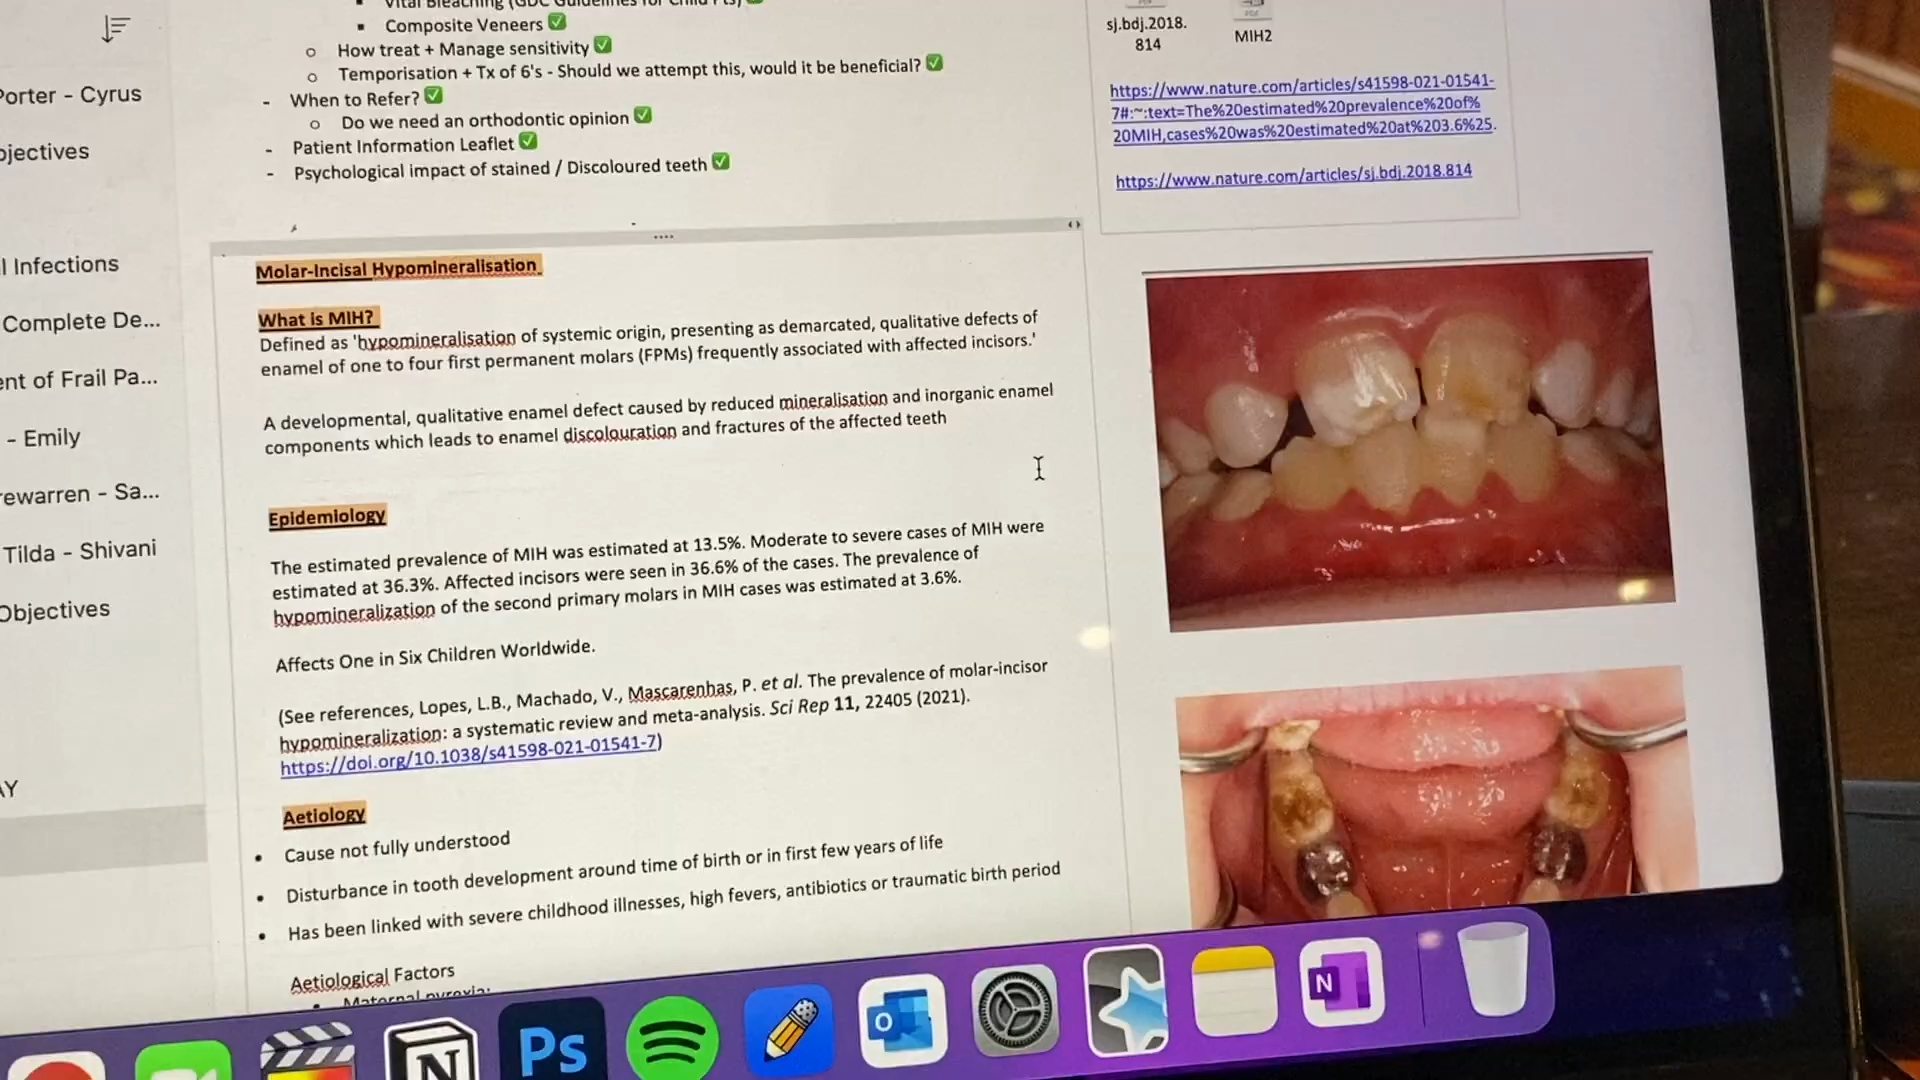 Vital Bleaching (GDC Guidelines for Child Pts)
Composite Veneers
How treat + Manage sensitivity
Temporisation + Tx of 6's - Should we attempt this, would it be beneficial?
- When to Refer?
Do we need an orthodontic opinion
- Patient Information Leaflet
- Psychological impact of stained / Discoloured teeth
sj.bdj.2018.
814
MIH2
https://www.nature.com/articles/s41598-021-01541-
7#:~:text=The%20estimated%20prevalence%20of%
20MIH,cases%20was%20estimated%20at%203.6%25.
https://www.nature.com/articles/sj.bdj.2018.814
Porter - Cyrus
Objectives
l Infections
Complete De...
ent of Frail Pa...
- Emily
rewarren - Sa...
Tilda - Shivani
Objectives
AY
Molar-Incisal Hypomineralisation
What is MIH?
Defined as 'hypomineralisation of systemic origin, presenting as demarcated, qualitative defects of
enamel of one to four first permanent molars (FPMs) frequently associated with affected incisors.'
A developmental, qualitative enamel defect caused by reduced mineralisation and inorganic enamel
components which leads to enamel discolouration and fractures of the affected teeth
Epidemiology
The estimated prevalence of MIH was estimated at 13.5%. Moderate to severe cases of MIH were
estimated at 36.3%. Affected incisors were seen in 36.6% of the cases. The prevalence of
hypomineralization of the second primary molars in MIH cases was estimated at 3.6%.
Affects One in Six Children Worldwide.
(See references, Lopes, L.B., Machado, V., Mascarenhas, P. et al. The prevalence of molar-incisor
hypomineralization: a systematic review and meta-analysis. Sci Rep 11, 22405 (2021).
https://doi.org/10.1038/s41598-021-01541-7)
Aetiology
• Cause not fully understood
• Disturbance in tooth development around time of birth or in first few years of life
• Has been linked with severe childhood illnesses, high fevers, antibiotics or traumatic birth period
Aetiological Factors
• Maternal pyrexia;
N
Ps
O
N